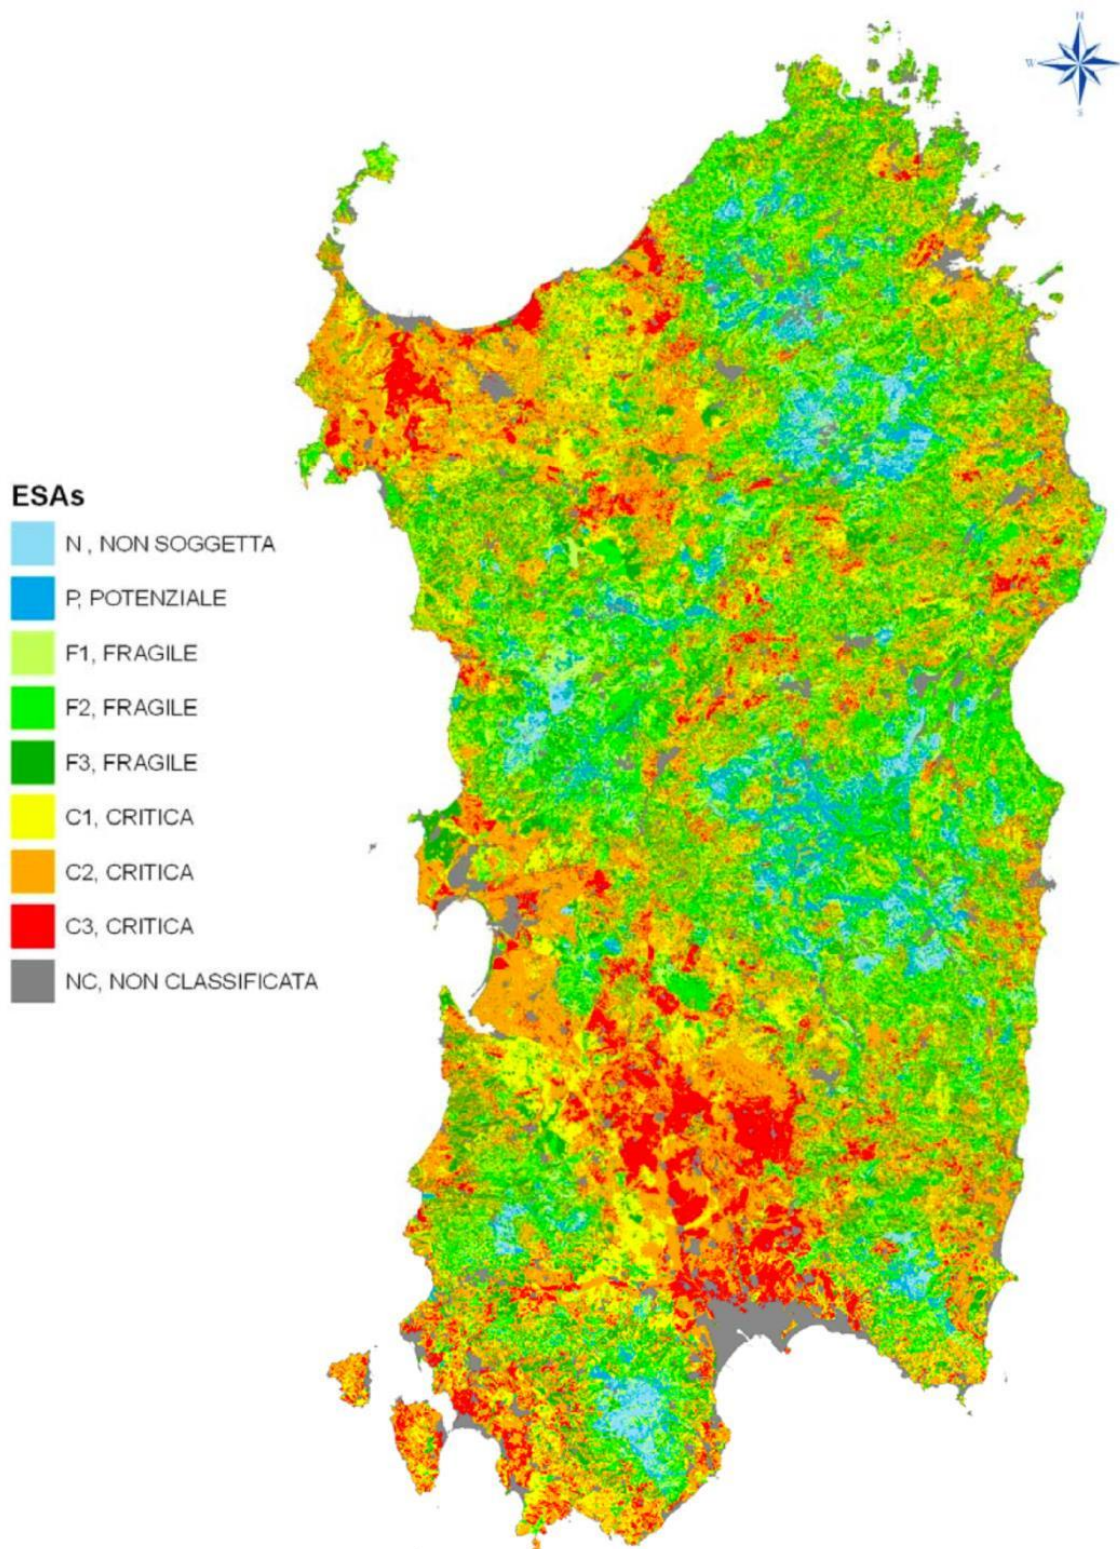 N
W
S
ESAs
N , NON SOGGETTA
P, POTENZIALE
F1, FRAGILE
F2, FRAGILE
F3, FRAGILE
C1, CRITICA
C2, CRITICA
C3, CRITICA
NC, NON CLASSIFICATA